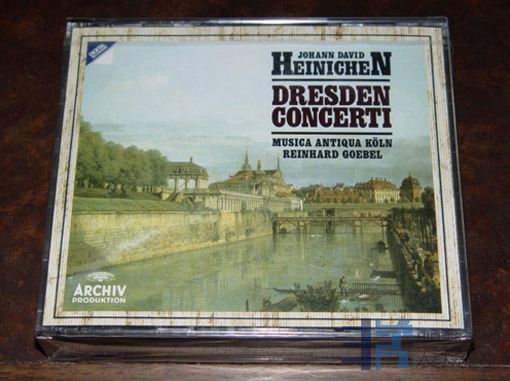 JOHANN DAVID
HEINICHEN
DRESDEN
CONCERTI
MUSICA ANTIQUA KÖLN
REINHARD GOEBEL
ARCHIV
PRODUKTION